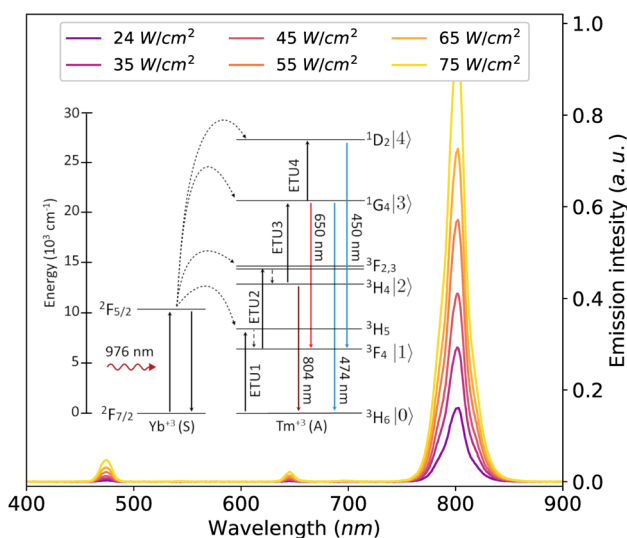 24 W/cm² 45 W/cm² 65 W/cm²
35 W/cm² 55 W/cm² 75 W/cm²
Energy (10³ cm⁻¹)
30
25
20
15
10
5
0
²F₅/₂
976 nm
²F₇/₂
Yb⁺³ (S)
Tm⁺³ (A)
ETU1
ETU2
ETU3
ETU4
650 nm
450 nm
804 nm
474 nm
¹D₂|4⟩
¹G₄|3⟩
³F₂,₃
³H₄|2⟩
³H₅
³F₄ |1⟩
³H₆|0⟩
1.0
0.8
0.6
0.4
0.2
0.0
Emission intesity (a. u.)
400 500 600 700 800 900
Wavelength (nm)